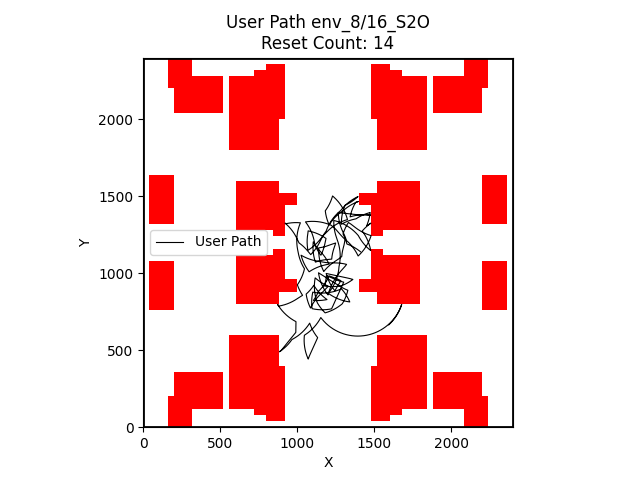 User Path env_8/16_S2O
Reset Count: 14
Y
2000
1500
1000
500
0
User Path
0 500 1000 1500 2000
X